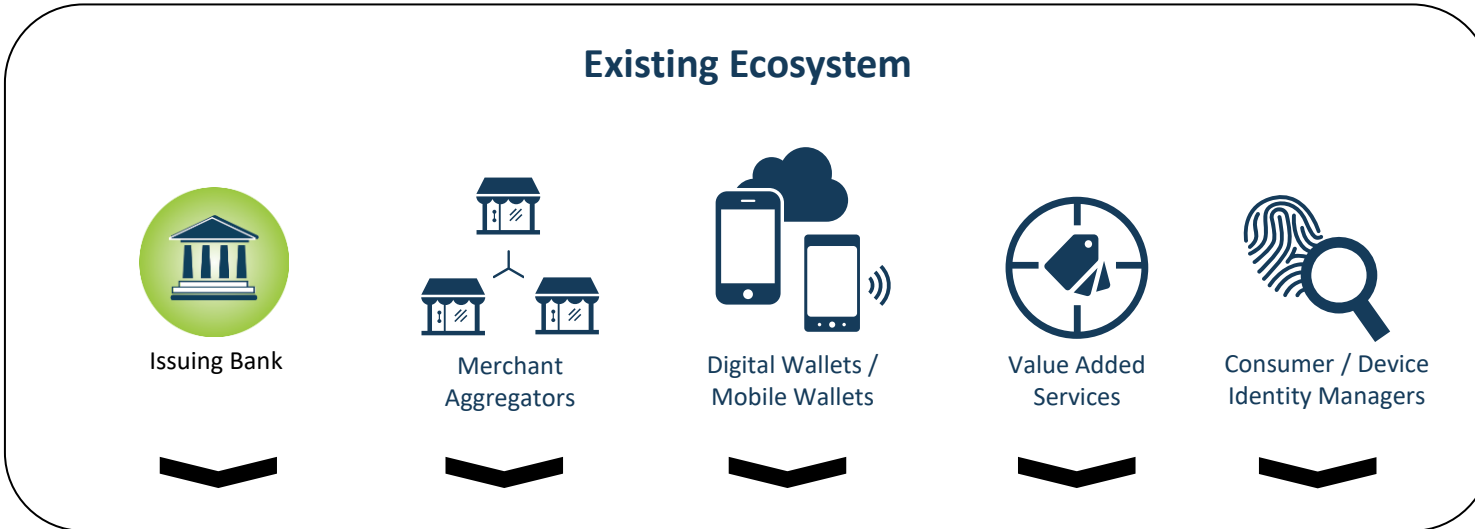 Existing Ecosystem
Issuing Bank
Merchant
Aggregators
Digital Wallets /
Mobile Wallets
Value Added
Services
Consumer / Device
Identity Managers